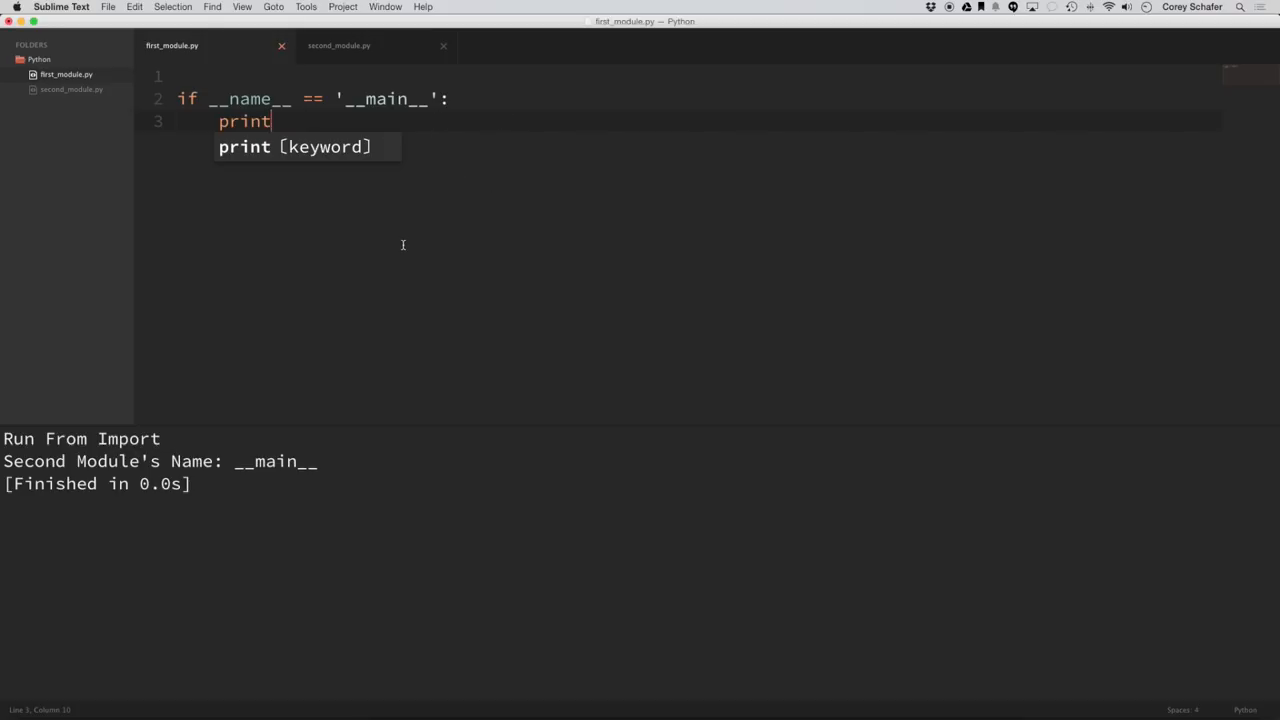 Sublime Text File Edit Selection Find View Goto Tools Project Window Help Corey Schafer
first_module.py — Python
FOLDERS
Python
first_module.py
second_module.py
first_module.py
second_module.py
1
2 if __name__ == '__main__':
3 print
print [keyword]
Run From Import
Second Module's Name: __main__
[Finished in 0.0s]
Line 3, Column 10
Spaces: 4
Python